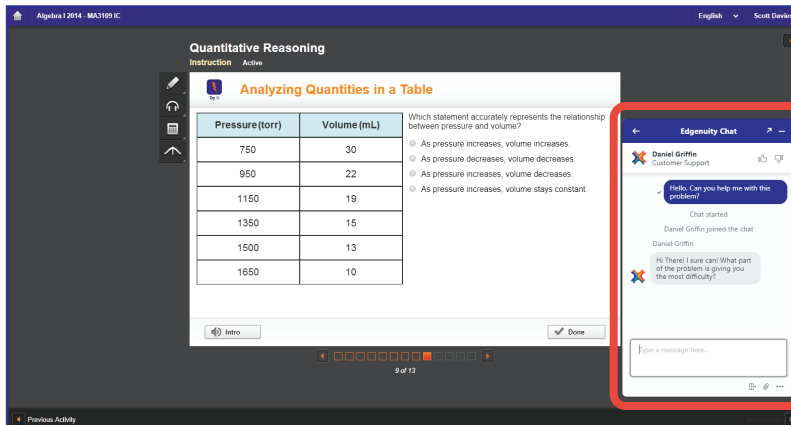 Algebra I 2014 - MA3109 IC
English
Scott Davies
Quantitative Reasoning
Instruction Active
Try It
Analyzing Quantities in a Table
Pressure (torr) Volume (mL)
750 30
950 22
1150 19
1350 15
1500 13
1650 10
Which statement accurately represents the relationship
between pressure and volume?
As pressure increases, volume increases.
As pressure decreases, volume decreases.
As pressure increases, volume decreases.
As pressure increases, volume stays constant.
Intro
Done
9 of 13
Previous Activity
Edgenuity Chat
Daniel Griffin
Customer Support
Hello. Can you help me with this
problem?
Chat started
Daniel Griffin joined the chat
Daniel Griffin
Hi There! I sure can! What part
of the problem is giving you
the most difficulty?
Type a message here..